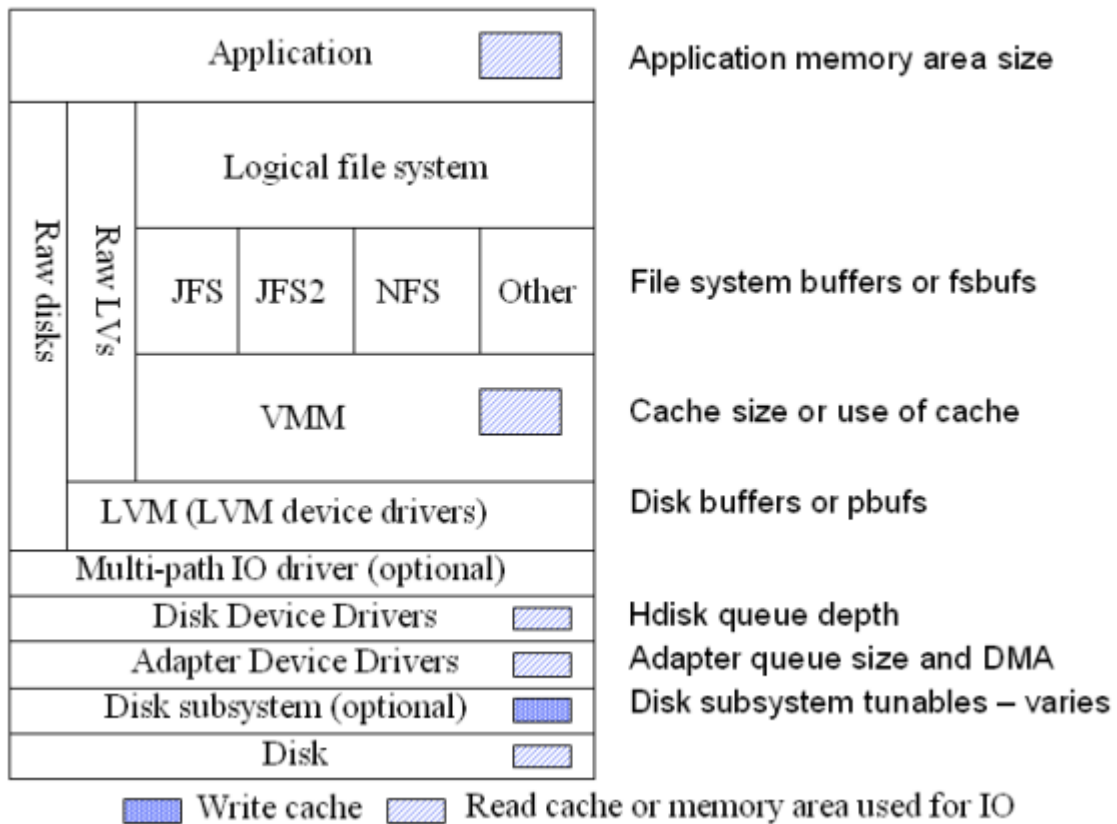 Application
Application memory area size
Logical file system
Raw disks
Raw LVs
JFS
JFS2
NFS
Other
File system buffers or fsbufs
VMM
Cache size or use of cache
LVM (LVM device drivers)
Disk buffers or pbufs
Multi-path IO driver (optional)
Disk Device Drivers
Hdisk queue depth
Adapter Device Drivers
Adapter queue size and DMA
Disk subsystem (optional)
Disk subsystem tunables – varies
Disk
Write cache
Read cache or memory area used for IO